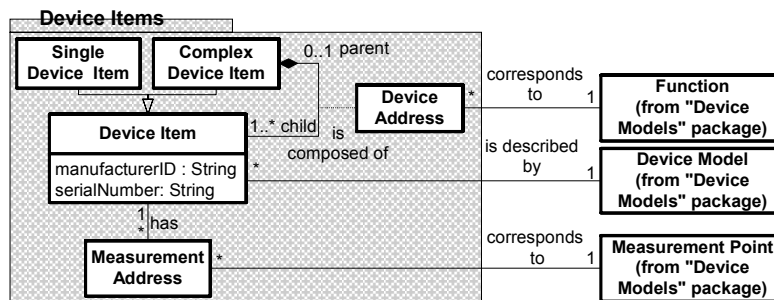 Device Items
Single
Device Item
Complex
Device Item
0..1 parent
Device
Address
*
corresponds
to
1
Function
(from "Device
Models" package)
Device Item
1..* child
is
composed of
manufacturerID : String
serialNumber: String
*
is described
by
1
Device Model
(from "Device
Models" package)
1
has
*
Measurement
Address
*
corresponds
to
1
Measurement Point
(from "Device
Models" package)